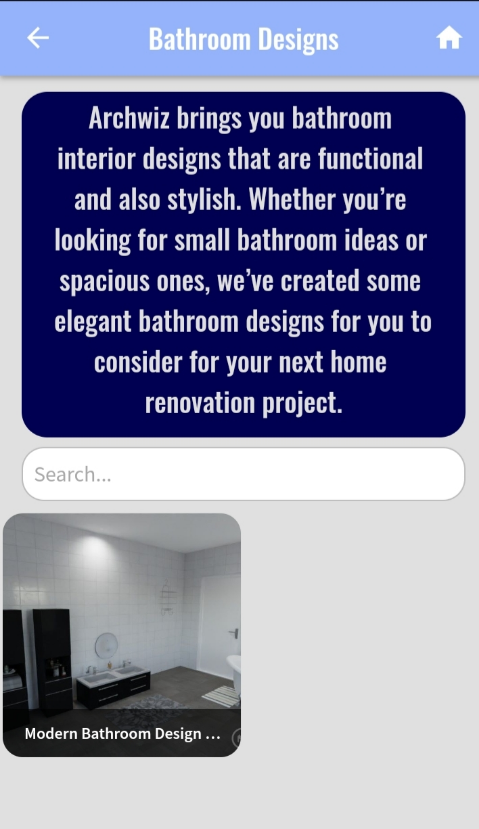 Bathroom Designs
Archwiz brings you bathroom
interior designs that are functional
and also stylish. Whether you’re
looking for small bathroom ideas or
spacious ones, we’ve created some
elegant bathroom designs for you to
consider for your next home
renovation project.
Search...
Modern Bathroom Design ...